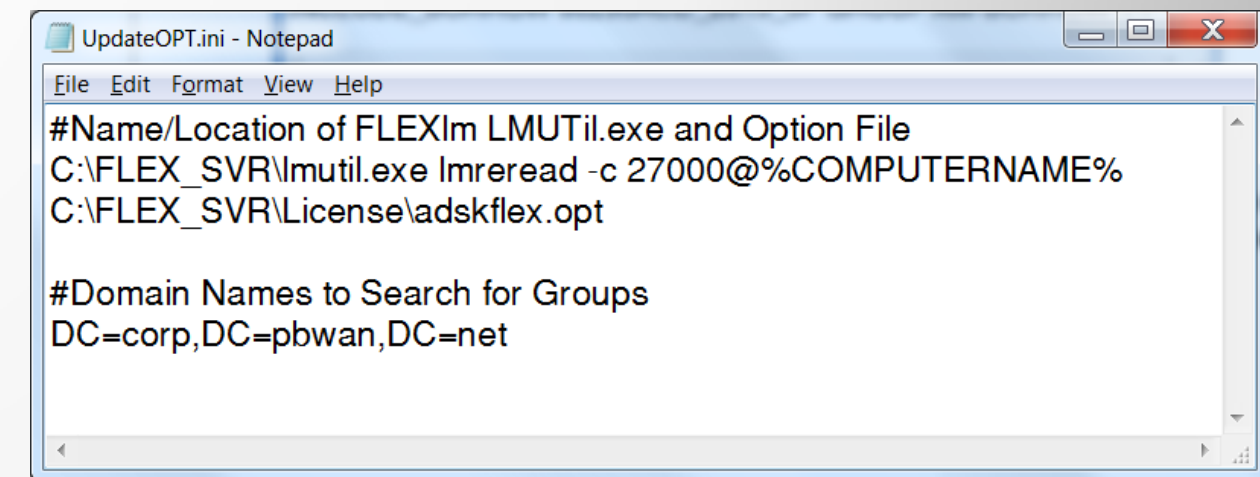 UpdateOPT.ini - Notepad
File Edit Format View Help
#Name/Location of FLEXlm LMUTil.exe and Option File
C:\FLEX_SVR\lmutil.exe lmreread -c 27000@%COMPUTERNAME%
C:\FLEX_SVR\License\adskflex.opt
#Domain Names to Search for Groups
DC=corp,DC=pbwan,DC=net